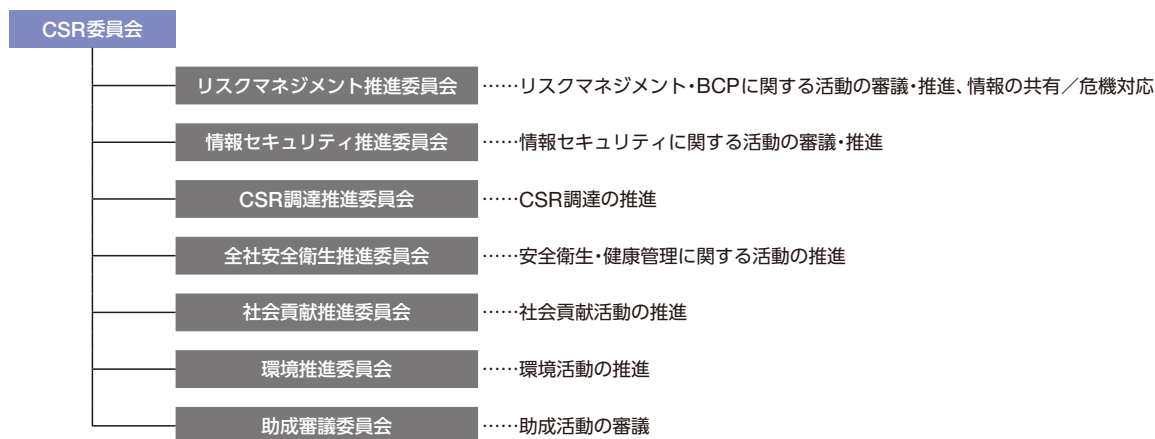 CSR委員会
リスクマネジメント推進委員会 ……リスクマネジメント・BCPに関する活動の審議・推進、情報の共有／危機対応
情報セキュリティ推進委員会 ……情報セキュリティに関する活動の審議・推進
CSR調達推進委員会 ……CSR調達の推進
全社安全衛生推進委員会 ……安全衛生・健康管理に関する活動の推進
社会貢献推進委員会 ……社会貢献活動の推進
環境推進委員会 ……環境活動の推進
助成審議委員会 ……助成活動の審議